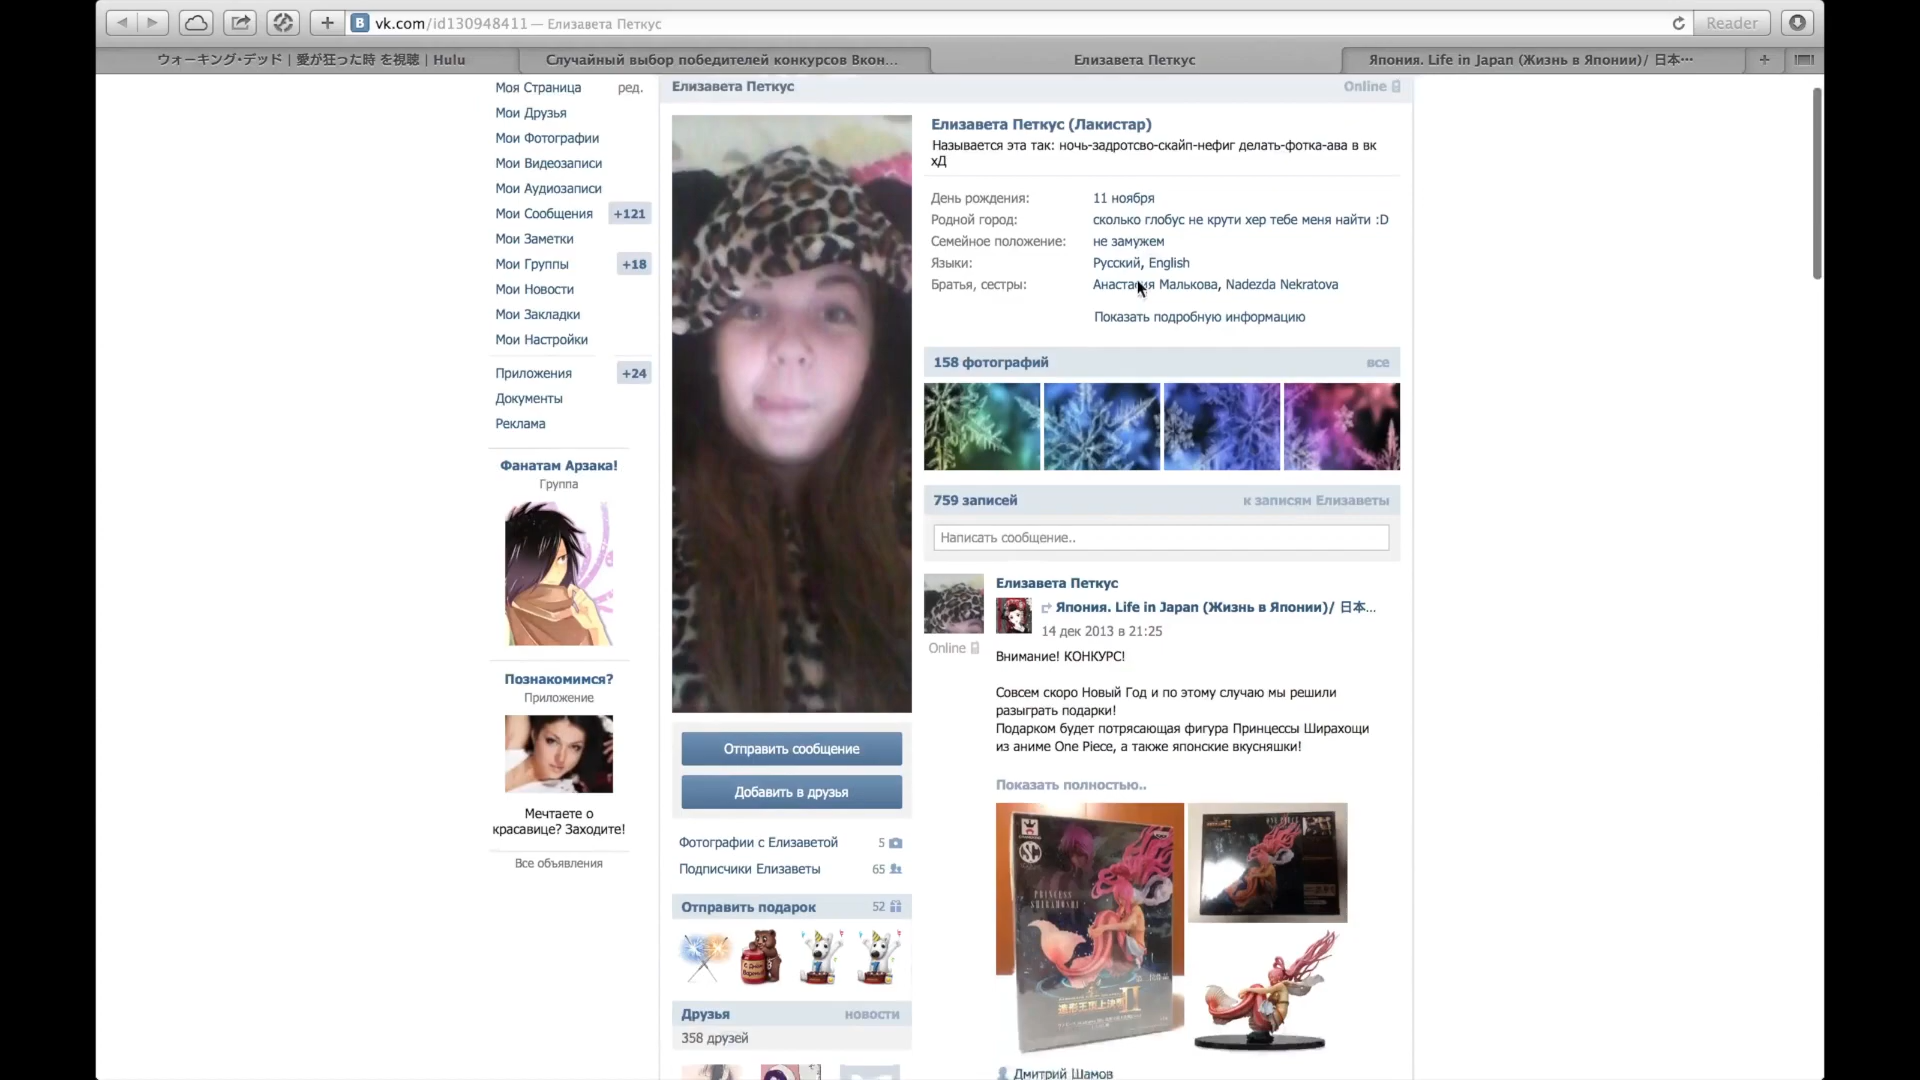 vk.com/id130948411 — Елизавета Петкус
Reader
ウォーキング・デッド | 愛が狂った時 を視聴 | Hulu
Случайный выбор победителей конкурсов Вкон...
Елизавета Петкус
Япония. Life in Japan (Жизнь в Японии)/ 日本...
Моя Страница
ред.
Мои Друзья
Мои Фотографии
Мои Видеозаписи
Мои Аудиозаписи
Мои Сообщения +121
Мои Заметки
Мои Группы +18
Мои Новости
Мои Закладки
Мои Настройки
Приложения +24
Документы
Реклама
Фанатам Арзака!
Группа
Познакомимся?
Приложение
Мечтаете о
красавице? Заходите!
Все объявления
Елизавета Петкус
Online
Отправить сообщение
Добавить в друзья
Фотографии с Елизаветой 5
Подписчики Елизаветы 65
Отправить подарок 52
Друзья новости
358 друзей
Елизавета Петкус (Лакистар)
Называется эта так: ночь-задротсво-скайп-нефиг делать-фотка-ава в вк
хД
День рождения: 11 ноября
Родной город: сколько глобус не крути хер тебе меня найти :D
Семейное положение: не замужем
Языки: Русский, English
Братья, сестры: Анастасия Малькова, Nadezda Nekratova
Показать подробную информацию
158 фотографий все
759 записей к записям Елизаветы
Написать сообщение..
Елизавета Петкус
Япония. Life in Japan (Жизнь в Японии)/ 日本...
14 дек 2013 в 21:25
Online
Внимание! КОНКУРС!
Совсем скоро Новый Год и по этому случаю мы решили
разыграть подарки!
Подарком будет потрясающая фигура Принцессы Ширахощи
из аниме One Piece, а также японские вкусняшки!
Показать полностью..
PRINCESS
SHIRAHOSHI
Дмитрий Шамов